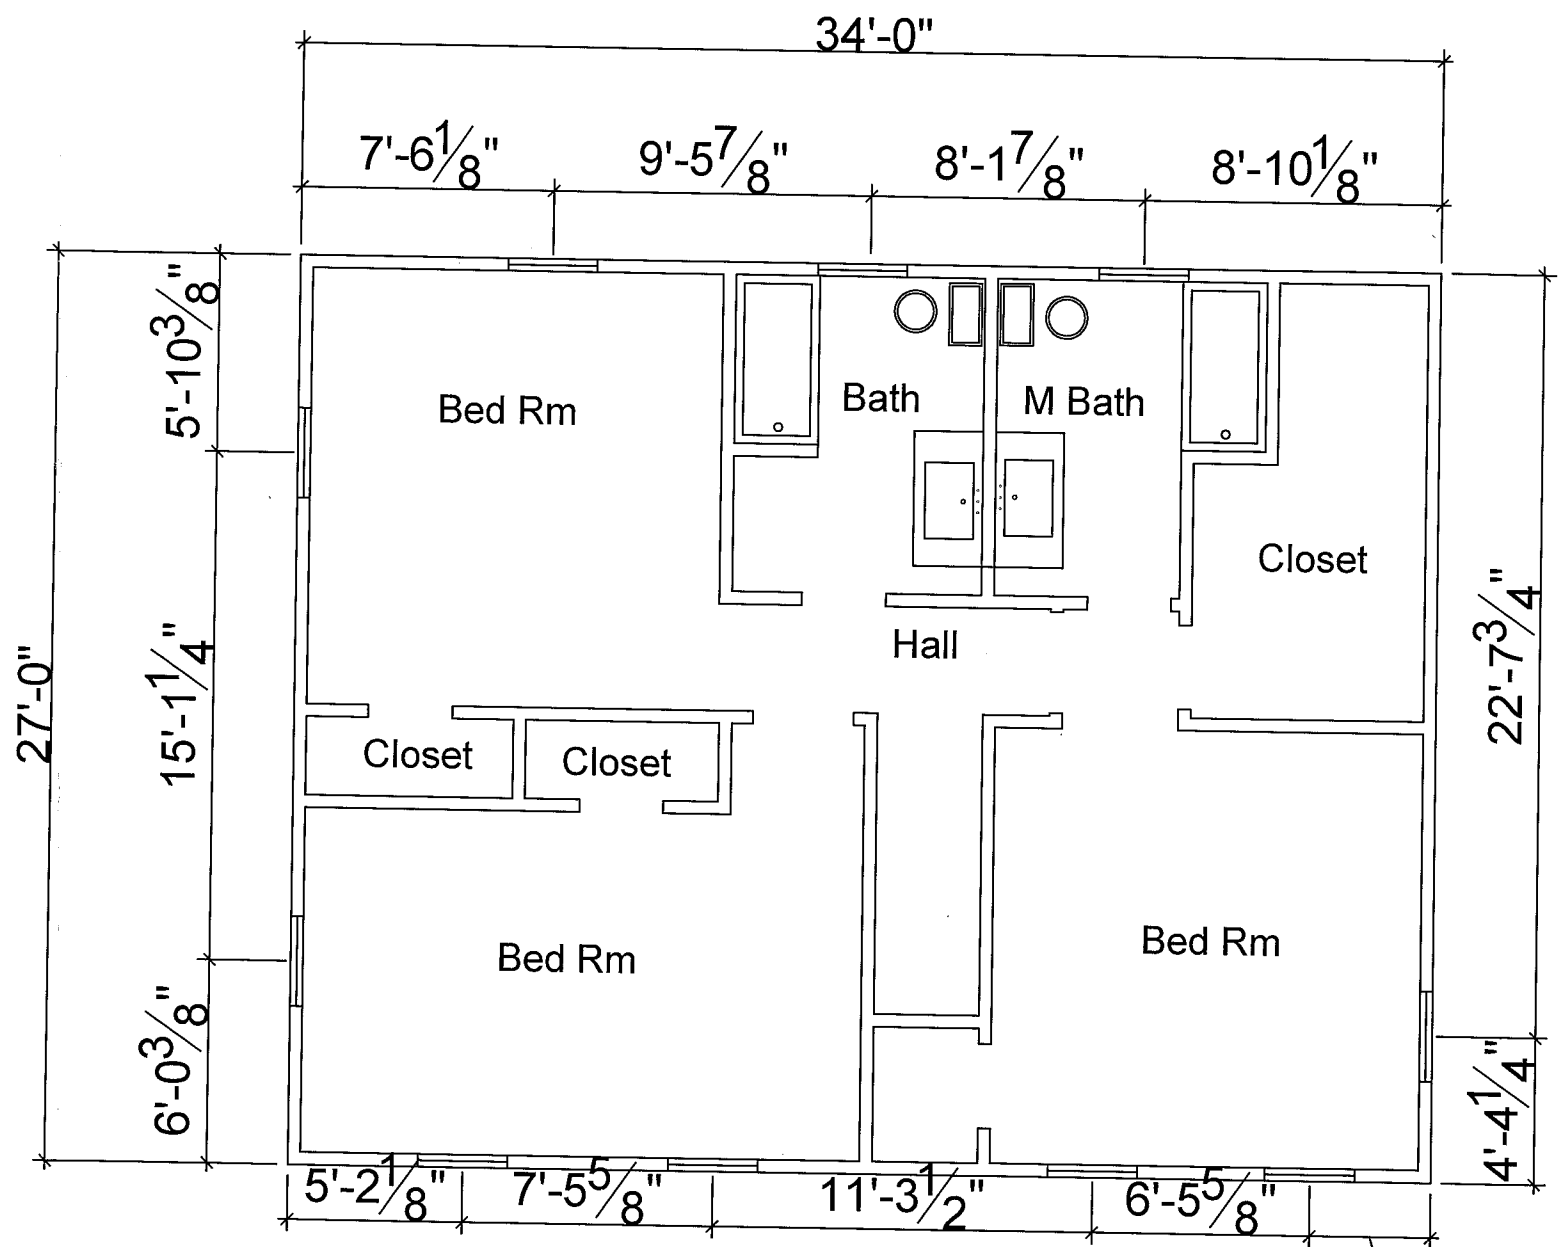 34'-0"
7'-6 1/8" 9'-5 7/8" 8'-1 7/8" 8'-10 1/8"
5'-10 3/8"
Bed Rm Bath M Bath
Closet
Hall
27'-0" 15'-1 1/4" 22'-7 3/4"
Closet Closet
Bed Rm Bed Rm
6'-0 3/8" 4'-4 1/4"
5'-2 1/8" 7'-5 5/8" 11'-3 1/2" 6'-5 5/8"